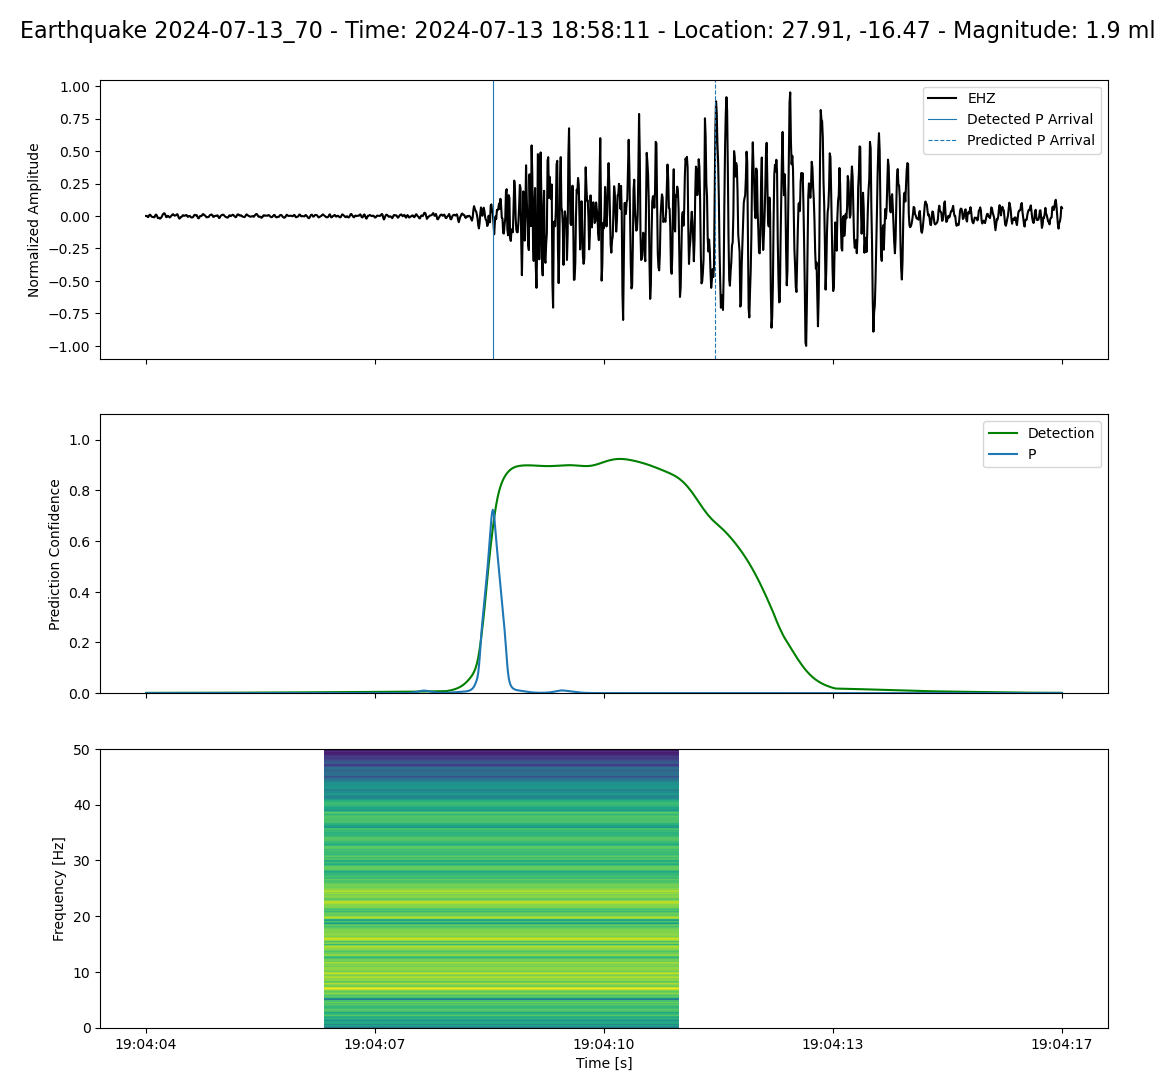 Earthquake 2024-07-13_70 - Time: 2024-07-13 18:58:11 - Location: 27.91, -16.47 - Magnitude: 1.9 ml
EHZ
Detected P Arrival
Predicted P Arrival
1.00
0.75
0.50
0.25
0.00
−0.25
−0.50
−0.75
−1.00
Normalized Amplitude
Detection
P
1.0
0.8
0.6
0.4
0.2
0.0
Prediction Confidence
50
40
30
20
10
0
Frequency [Hz]
19:04:04 19:04:07 19:04:10 19:04:13 19:04:17
Time [s]